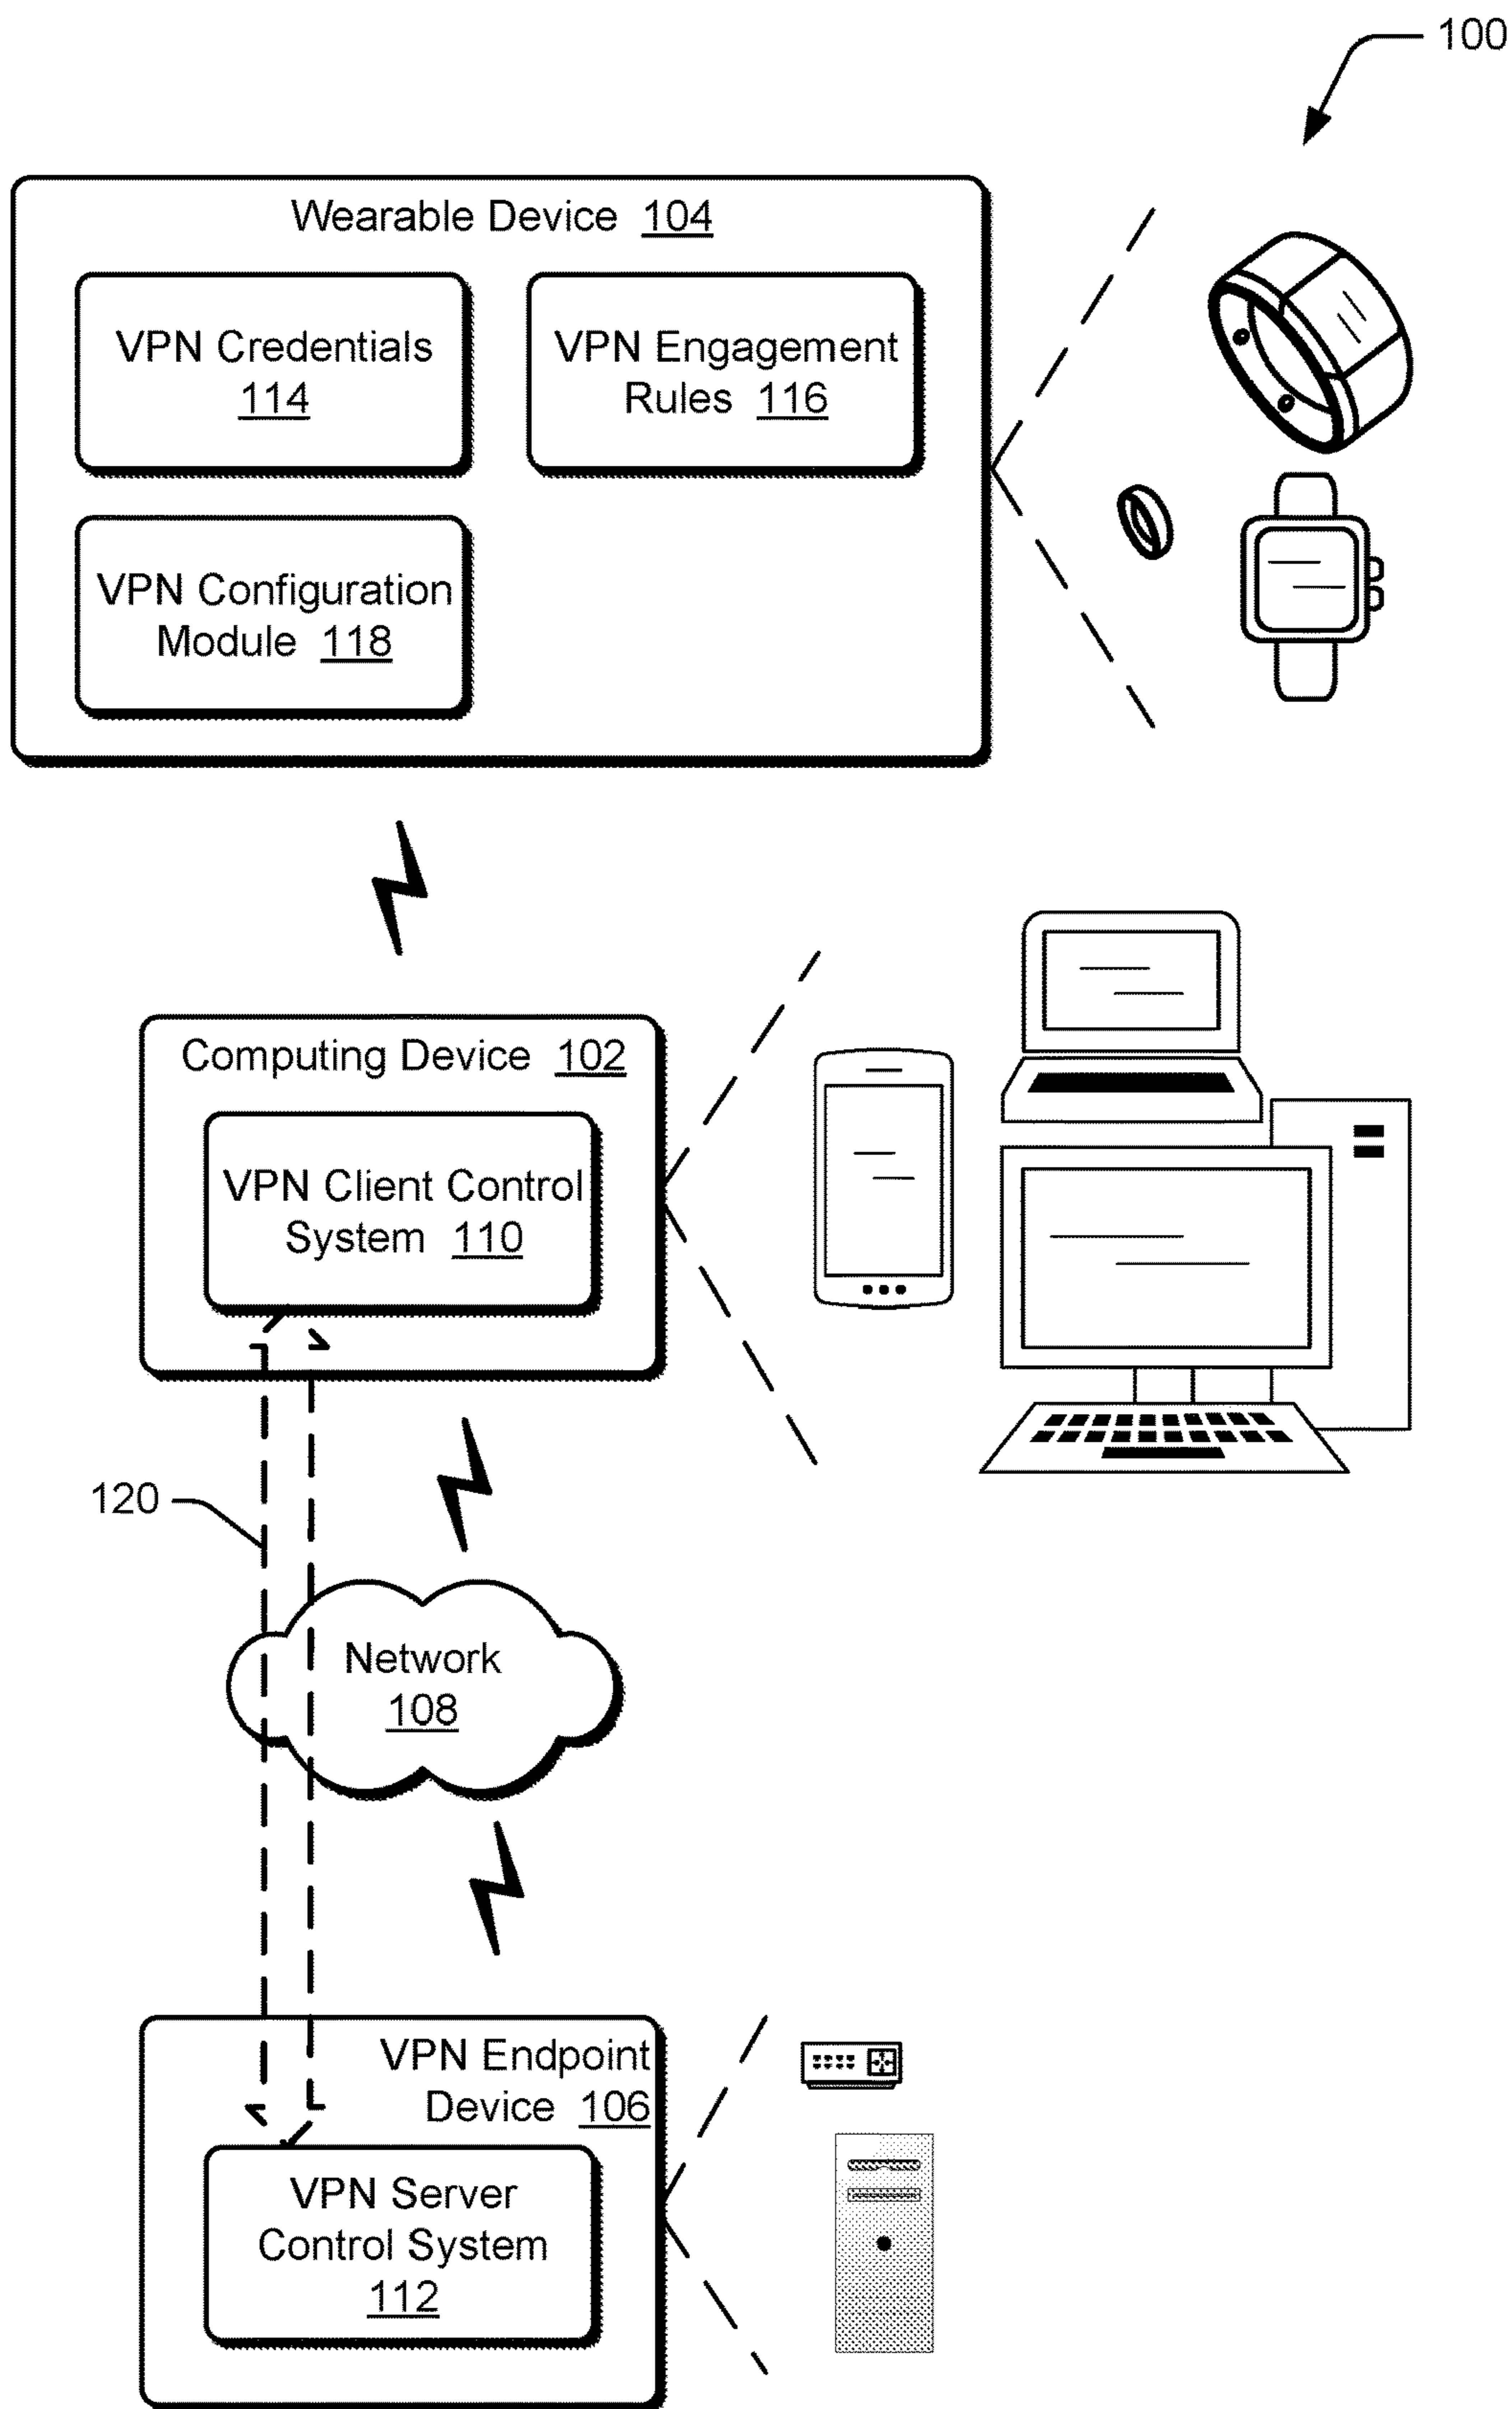 100
Wearable Device 104
VPN Credentials
114
VPN Engagement
Rules 116
VPN Configuration
Module 118
Computing Device 102
VPN Client Control
System 110
120
Network
108
VPN Endpoint
Device 106
VPN Server
Control System
112